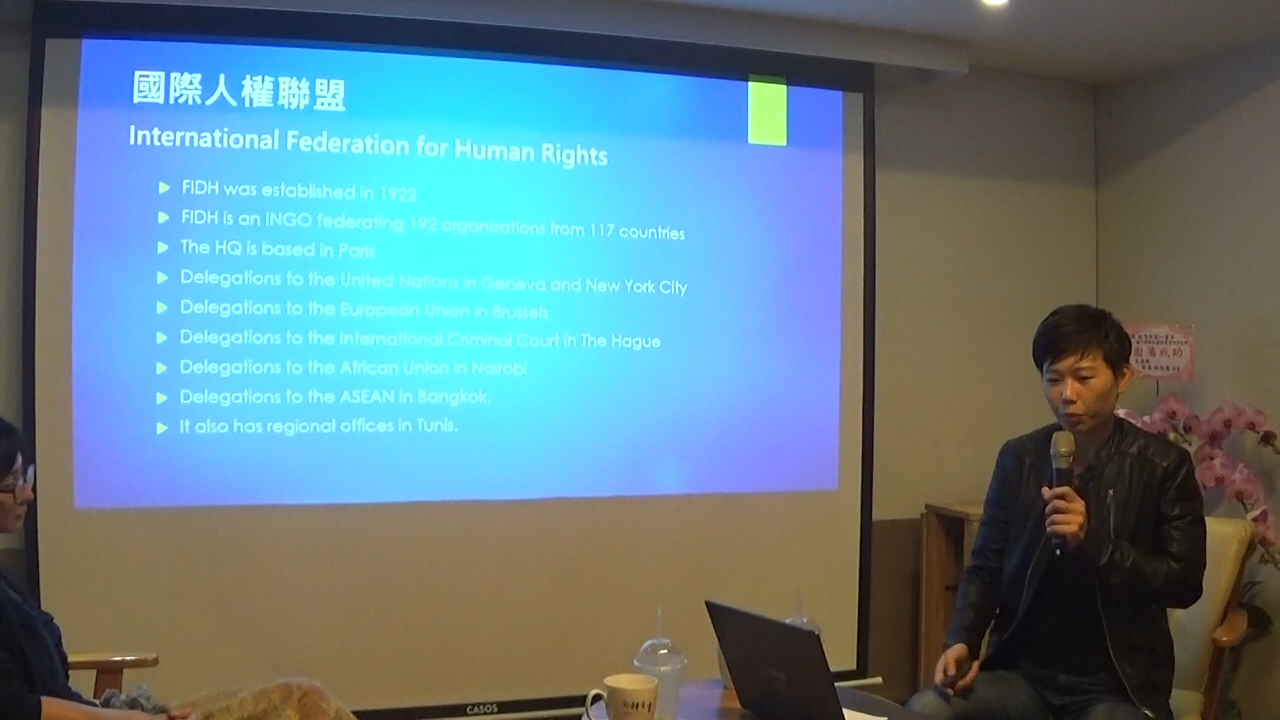 國際人權聯盟
International Federation for Human Rights
FIDH was established in 1922
FIDH is an INGO federating 192 organizations from 117 countries
The HQ is based in Paris
Delegations to the United Nations in Geneva and New York City
Delegations to the European Union in Brussels
Delegations to the International Criminal Court in The Hague
Delegations to the African Union in Nairobi
Delegations to the ASEAN in Bangkok.
It also has regional offices in Tunis.
圓滿成功
CASOS